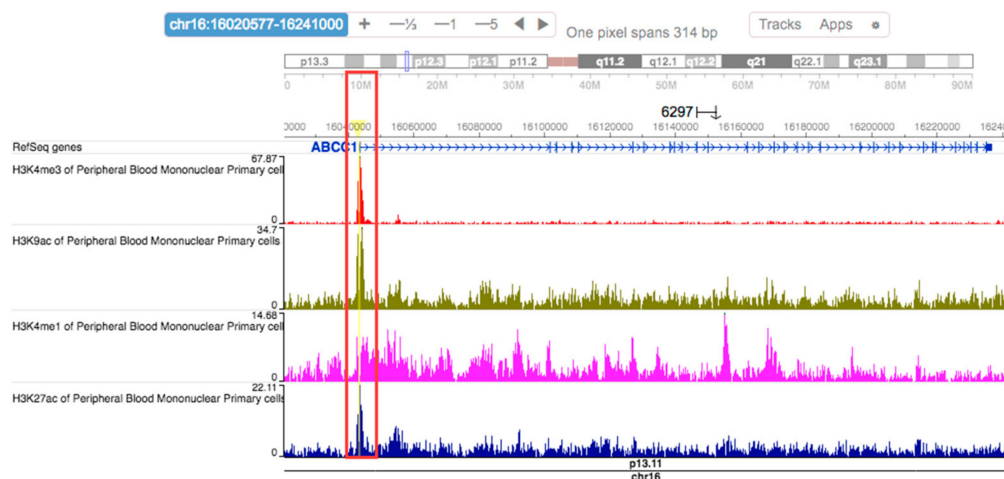 chr16:16020577-16241000 + —⅓ —1 —5 One pixel spans 314 bp Tracks Apps
p13.3 p12.3 p12.1 p11.2 q11.2 q12.1 q12.2 q21 q22.1 q23.1
0 10M 20M 30M 40M 50M 60M 70M 80M 90M
6297
0000 16040000 16060000 16080000 16100000 16120000 16140000 16160000 16180000 16200000 16220000 16240
RefSeq genes ABCC1
67.87
H3K4me3 of Peripheral Blood Mononuclear Primary cell
0
34.7
H3K9ac of Peripheral Blood Mononuclear Primary cells
0
14.68
H3K4me1 of Peripheral Blood Mononuclear Primary cell
0
22.11
H3K27ac of Peripheral Blood Mononuclear Primary cells
0
p13.11
chr16